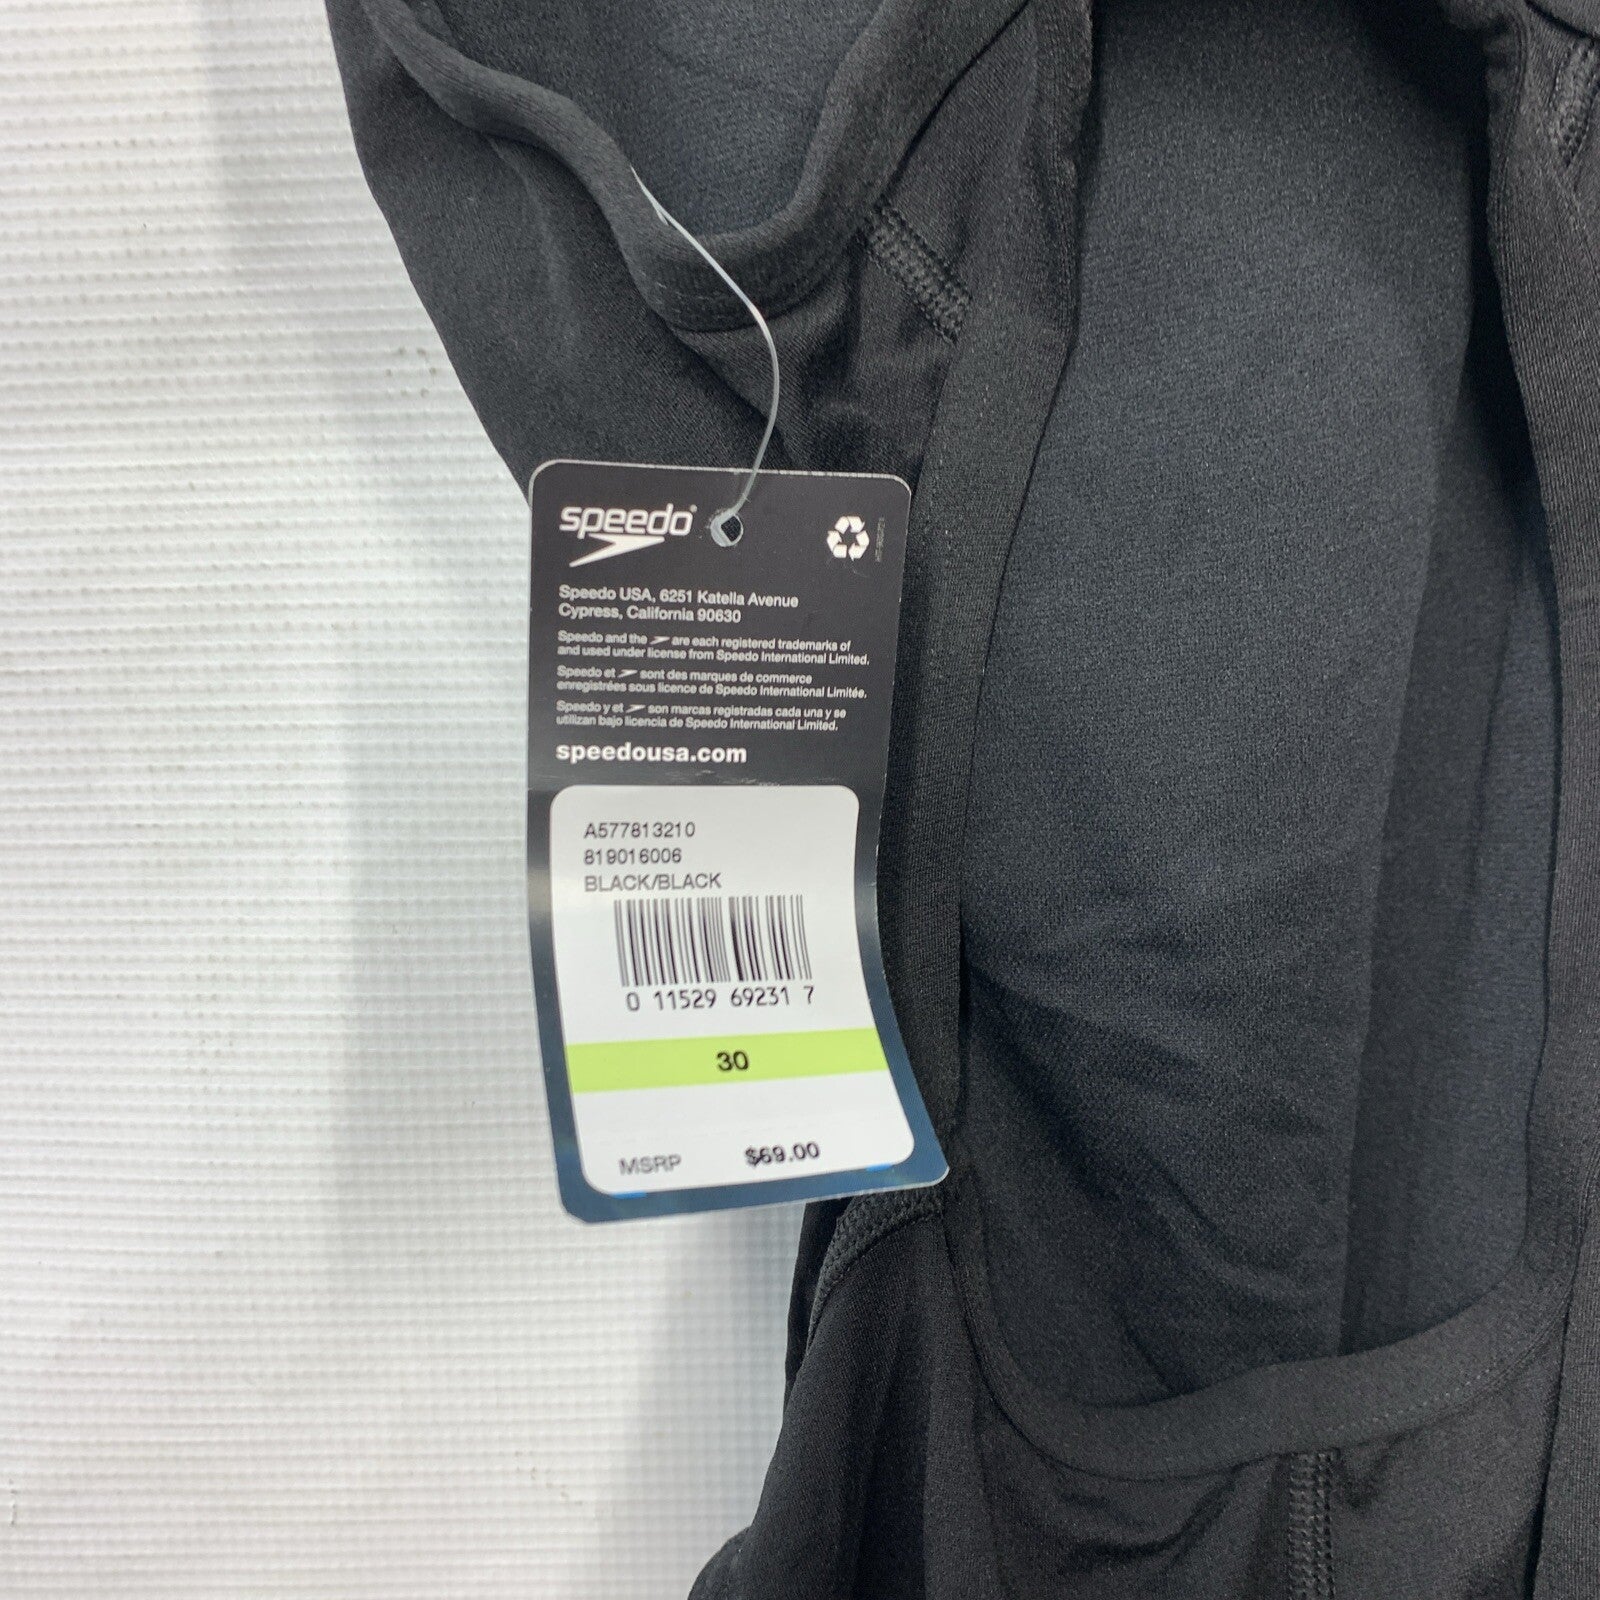 speedo®
Speedo USA, 6251 Katella Avenue
Cypress, California 90630
Speedo and the are each registered trademarks of
and used under license from Speedo International Limited.
Speedo et sont des marques de commerce
enregistrées sous licence de Speedo International Limitée.
Speedo y et son marcas registradas cada una y se
utilizan bajo licencia de Speedo International Limited.
speedousa.com
A577813210
819016006
BLACK/BLACK
0 11529 69231 7
30
MSRP $69.00